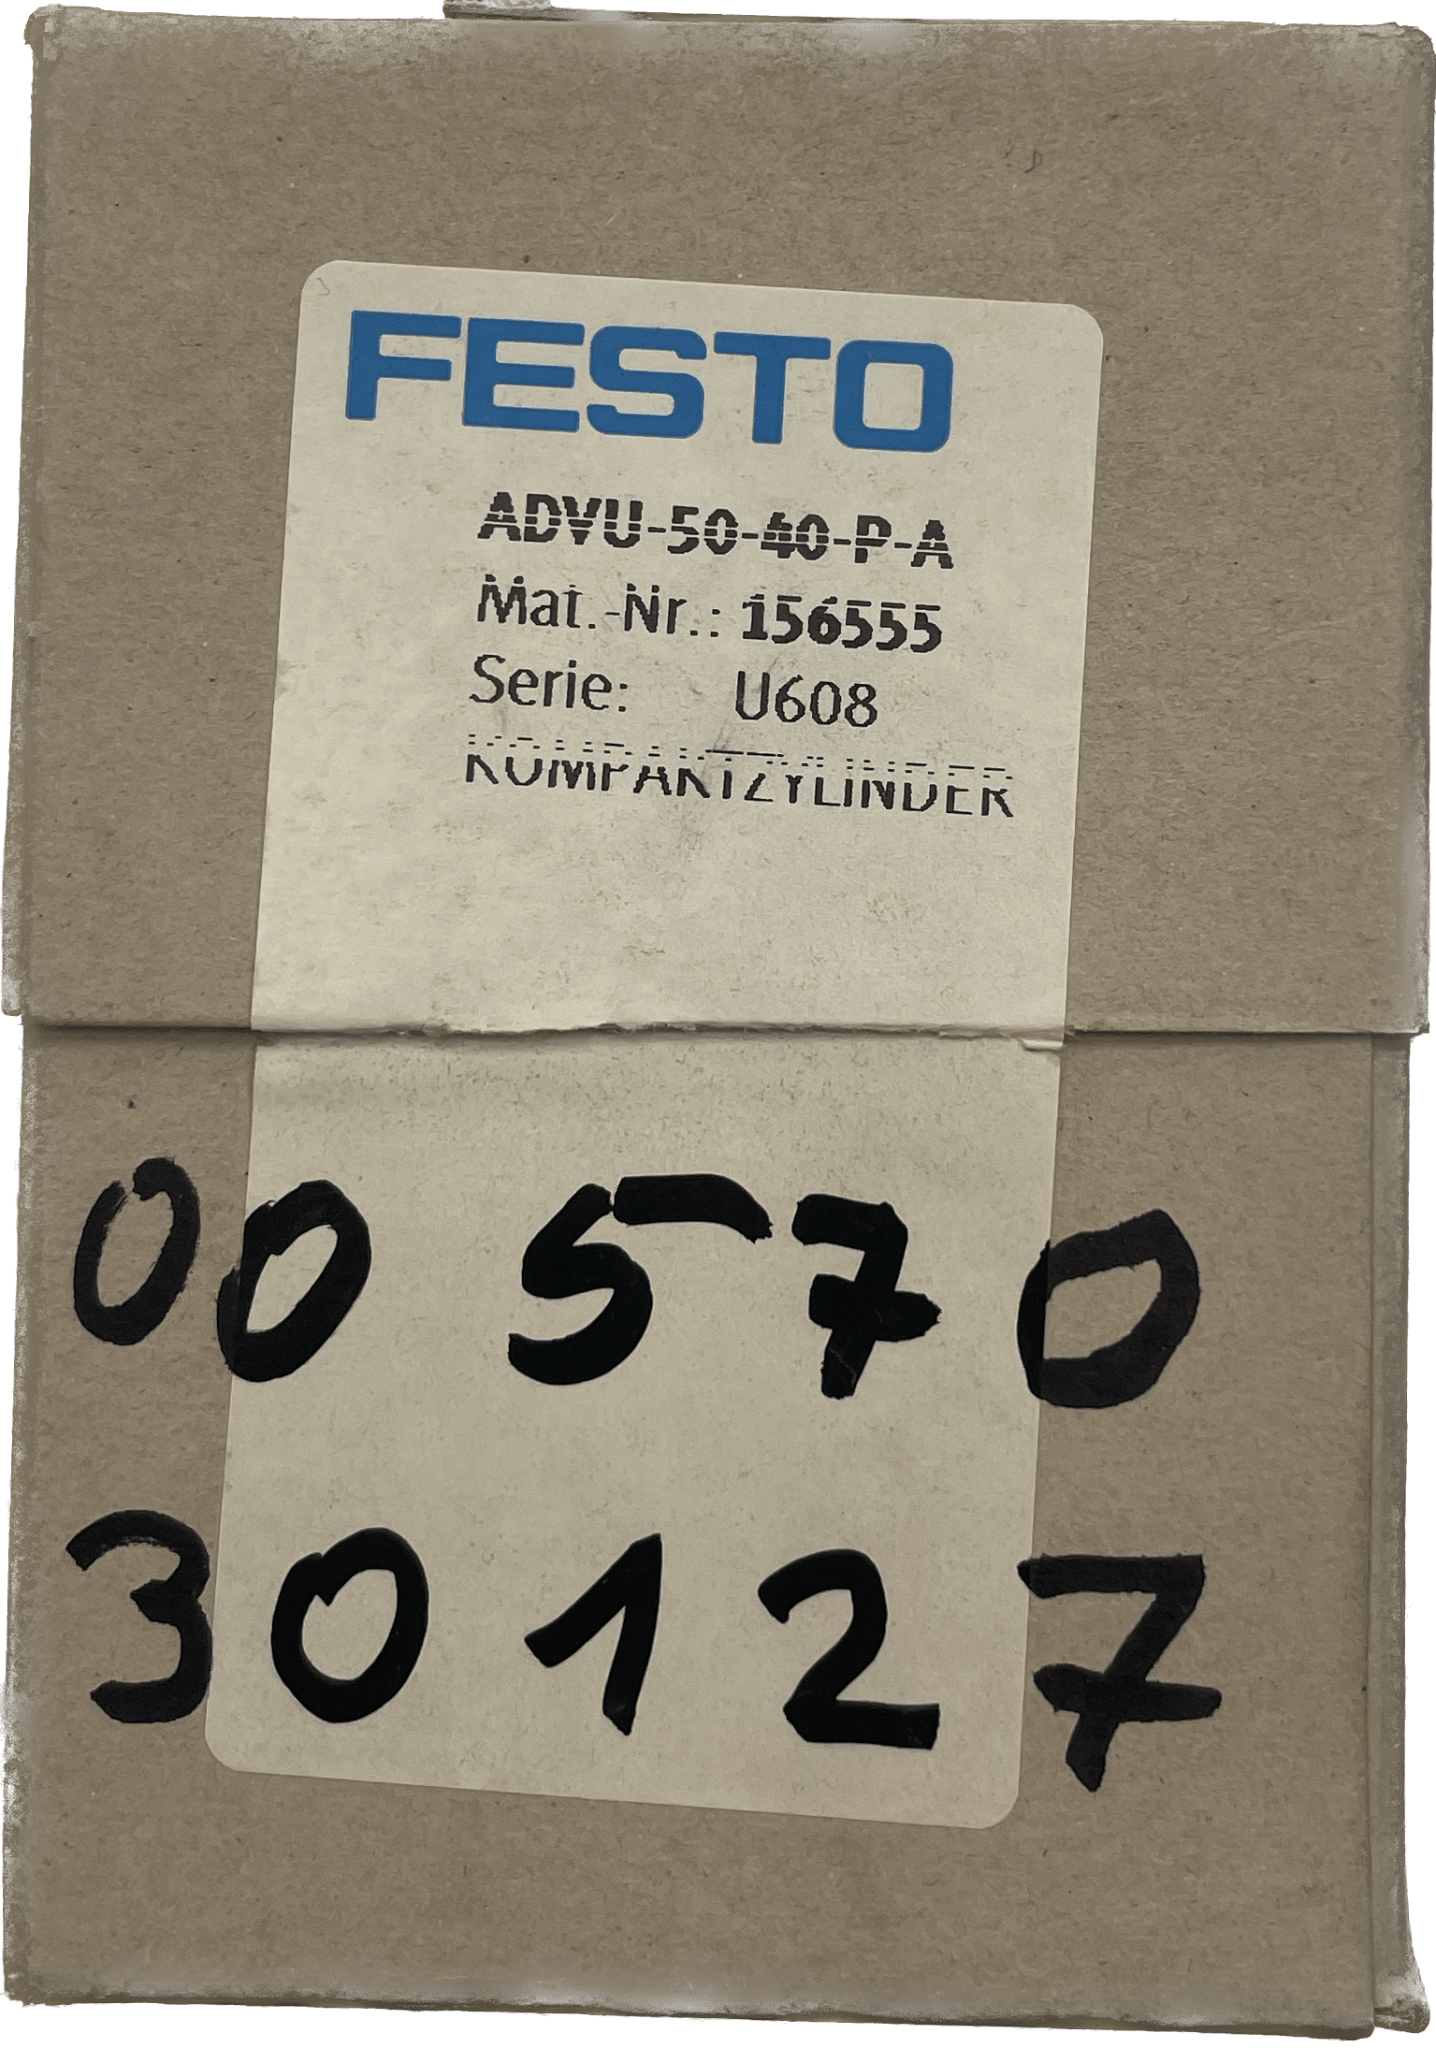 FESTO
ADVU-50-40-P-A
Mat.-Nr.: 156555
Serie: U608
KOMPAKTZYLINDER
00570
30127